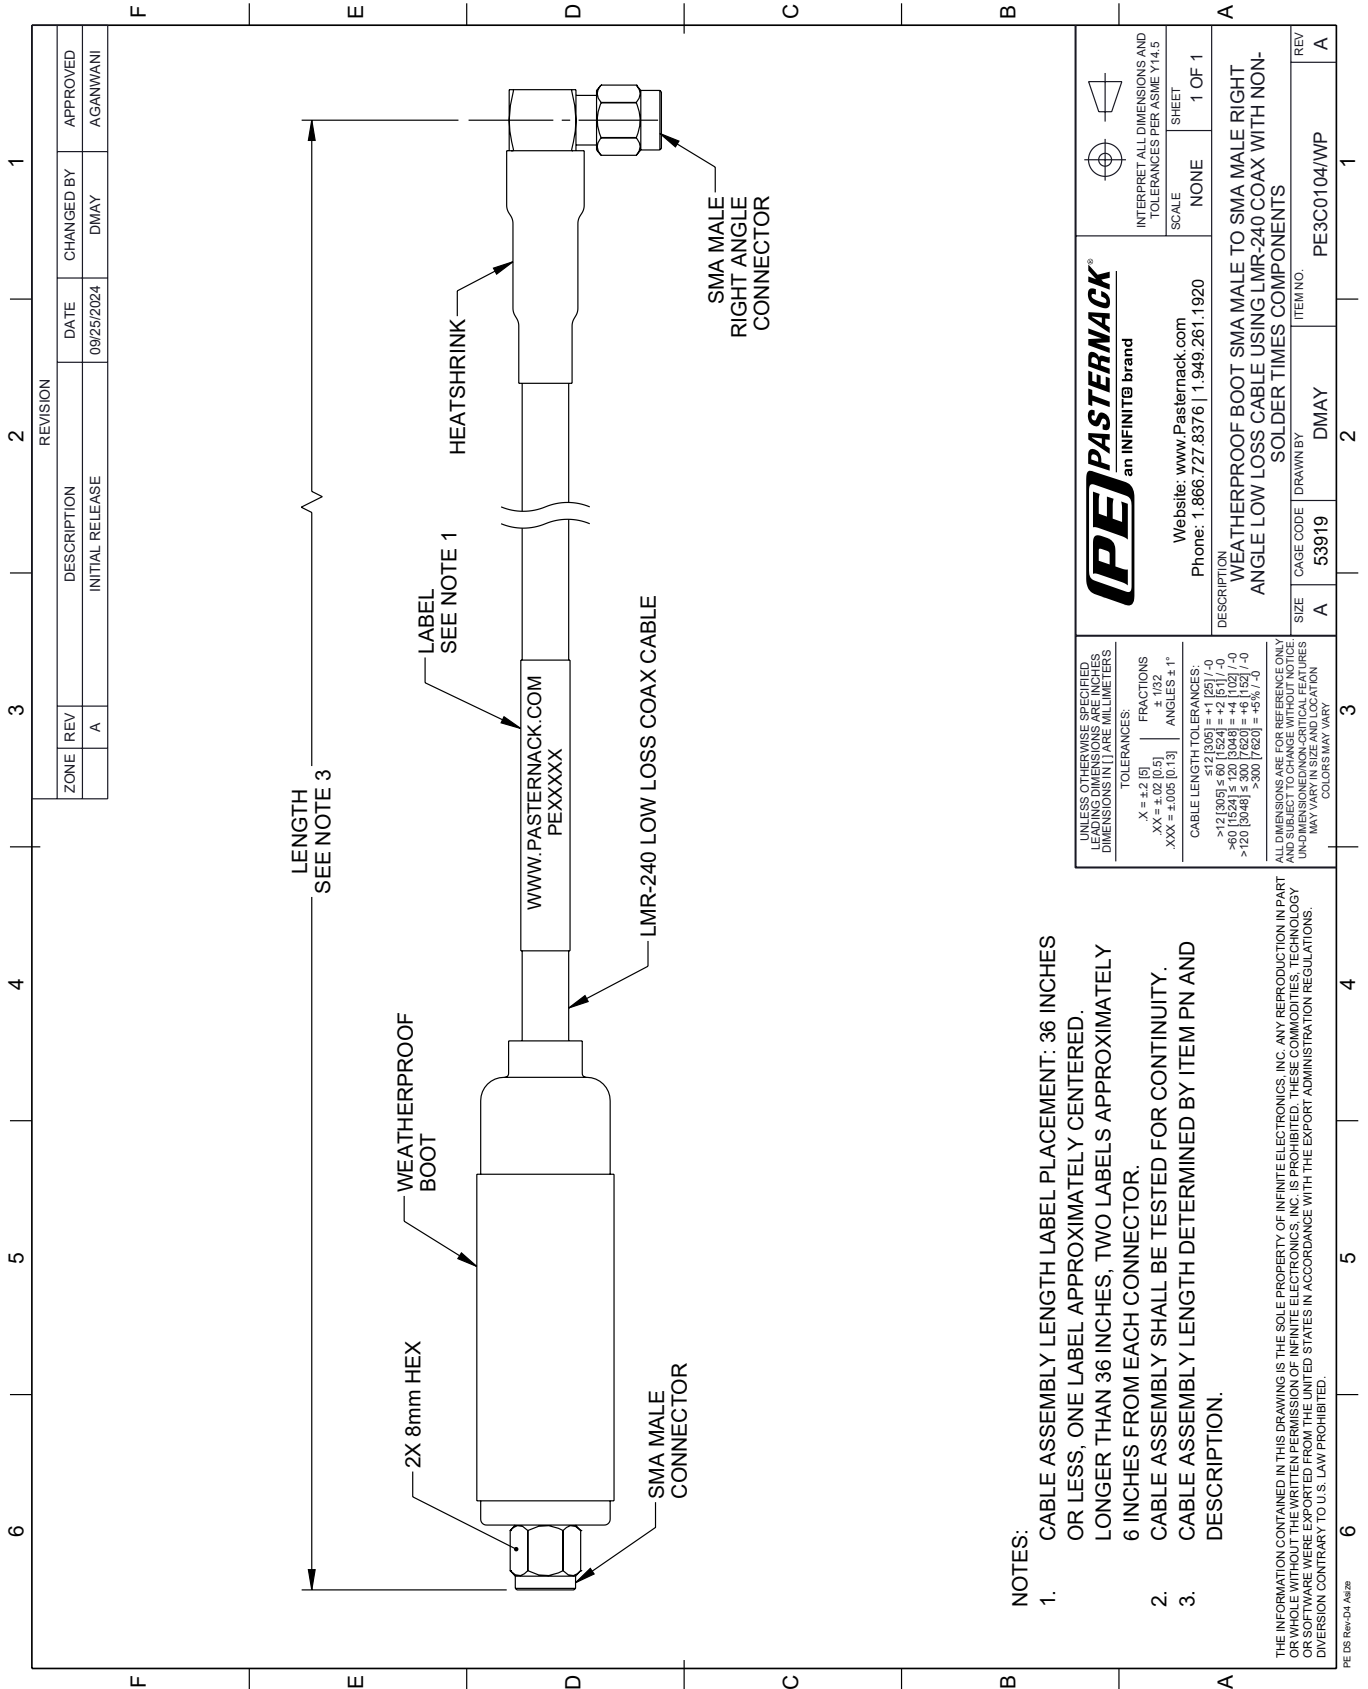 6
5
4
3
2
1
F
E
D
C
B
A
REVISION
ZONE REV DESCRIPTION DATE CHANGED BY APPROVED
A INITIAL RELEASE 09/25/2024 DMAY AGANWANI
LENGTH
SEE NOTE 3
2X 8mm HEX
WEATHERPROOF
BOOT
LABEL
SEE NOTE 1
HEATSHRINK
WWW.PASTERNACK.COM
PEXXXXX
SMA MALE
CONNECTOR
LMR-240 LOW LOSS COAX CABLE
SMA MALE
RIGHT ANGLE
CONNECTOR
NOTES:
1. CABLE ASSEMBLY LENGTH LABEL PLACEMENT: 36 INCHES
OR LESS, ONE LABEL APPROXIMATELY CENTERED.
LONGER THAN 36 INCHES, TWO LABELS APPROXIMATELY
6 INCHES FROM EACH CONNECTOR.
2. CABLE ASSEMBLY SHALL BE TESTED FOR CONTINUITY.
3. CABLE ASSEMBLY LENGTH DETERMINED BY ITEM PN AND
DESCRIPTION.
THE INFORMATION CONTAINED IN THIS DRAWING IS THE SOLE PROPERTY OF INFINITE ELECTRONICS, INC. ANY REPRODUCTION IN PART
OR WHOLE WITHOUT THE WRITTEN PERMISSION OF INFINITE ELECTRONICS, INC. IS PROHIBITED. THESE COMMODITIES, TECHNOLOGY
OR SOFTWARE WERE EXPORTED FROM THE UNITED STATES IN ACCORDANCE WITH THE EXPORT ADMINISTRATION REGULATIONS.
DIVERSION CONTRARY TO U.S. LAW PROHIBITED.
UNLESS OTHERWISE SPECIFIED
LEADING DIMENSIONS ARE INCHES
DIMENSIONS IN [ ] ARE MILLIMETERS
TOLERANCES:
.X = ±.2 [5]
.XX = ±.02 [0.5]
.XXX = ±.005 [0.13]
FRACTIONS
± 1/32
ANGLES ± 1°
CABLE LENGTH TOLERANCES:
≤12 [305] = +1 [25] / -0
>12 [305] ≤ 60 [1524] = +2 [51] / -0
>60 [1524] ≤ 120 [3048] = +4 [102] / -0
>120 [3048] ≤ 300 [7620] = +6 [152] / -0
>300 [7620] = +5% / -0
ALL DIMENSIONS ARE FOR REFERENCE ONLY
AND SUBJECT TO CHANGE WITHOUT NOTICE.
UN-DIMENSIONED/NON-CRITICAL FEATURES
MAY VARY IN SIZE AND LOCATION
COLORS MAY VARY
PE PASTERNACK®
an INFINIT@ brand
Website: www.Pasternack.com
Phone: 1.866.727.8376 | 1.949.261.1920
INTERPRET ALL DIMENSIONS AND
TOLERANCES PER ASME Y14.5
SCALE SHEET
NONE 1 OF 1
DESCRIPTION
WEATHERPROOF BOOT SMA MALE TO SMA MALE RIGHT
ANGLE LOW LOSS CABLE USING LMR-240 COAX WITH NON-
SOLDER TIMES COMPONENTS
SIZE CAGE CODE DRAWN BY ITEM NO. REV
A 53919 DMAY PE3C0104/WP A
F
E
D
C
B
A
PE DS Rev-D4 Asize
6
5
4
3
2
1